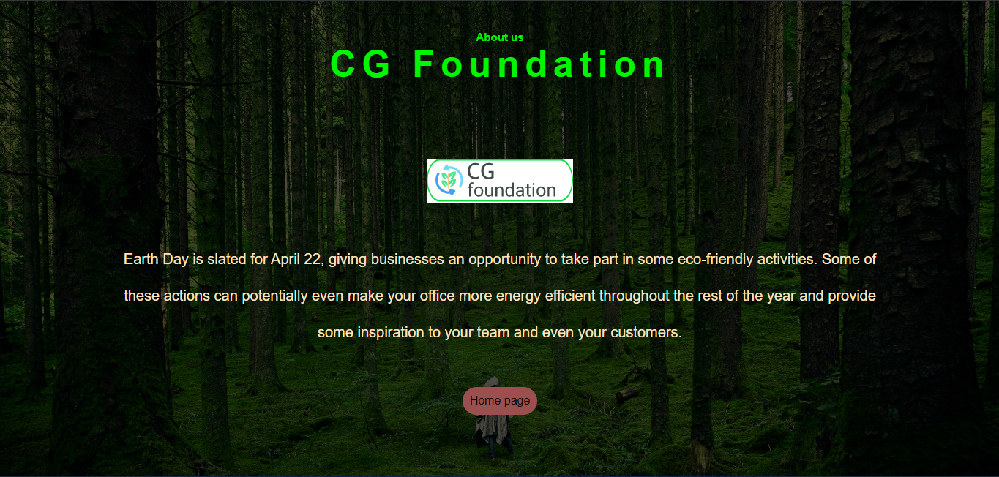 About us
CG Foundation
CG
foundation
Earth Day is slated for April 22, giving businesses an opportunity to take part in some eco-friendly activities. Some of
these actions can potentially even make your office more energy efficient throughout the rest of the year and provide
some inspiration to your team and even your customers.
Home page